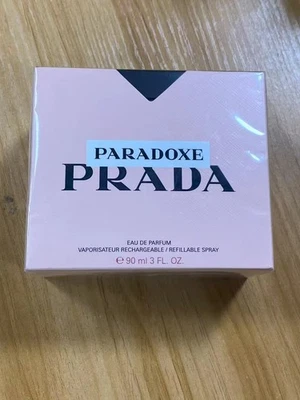 PARADOXE
PRADA
EAU DE PARFUM
VAPORISATEUR RECHARGEABLE / REFILLABLE SPRAY
℮ 90 ml 3 FL. OZ.